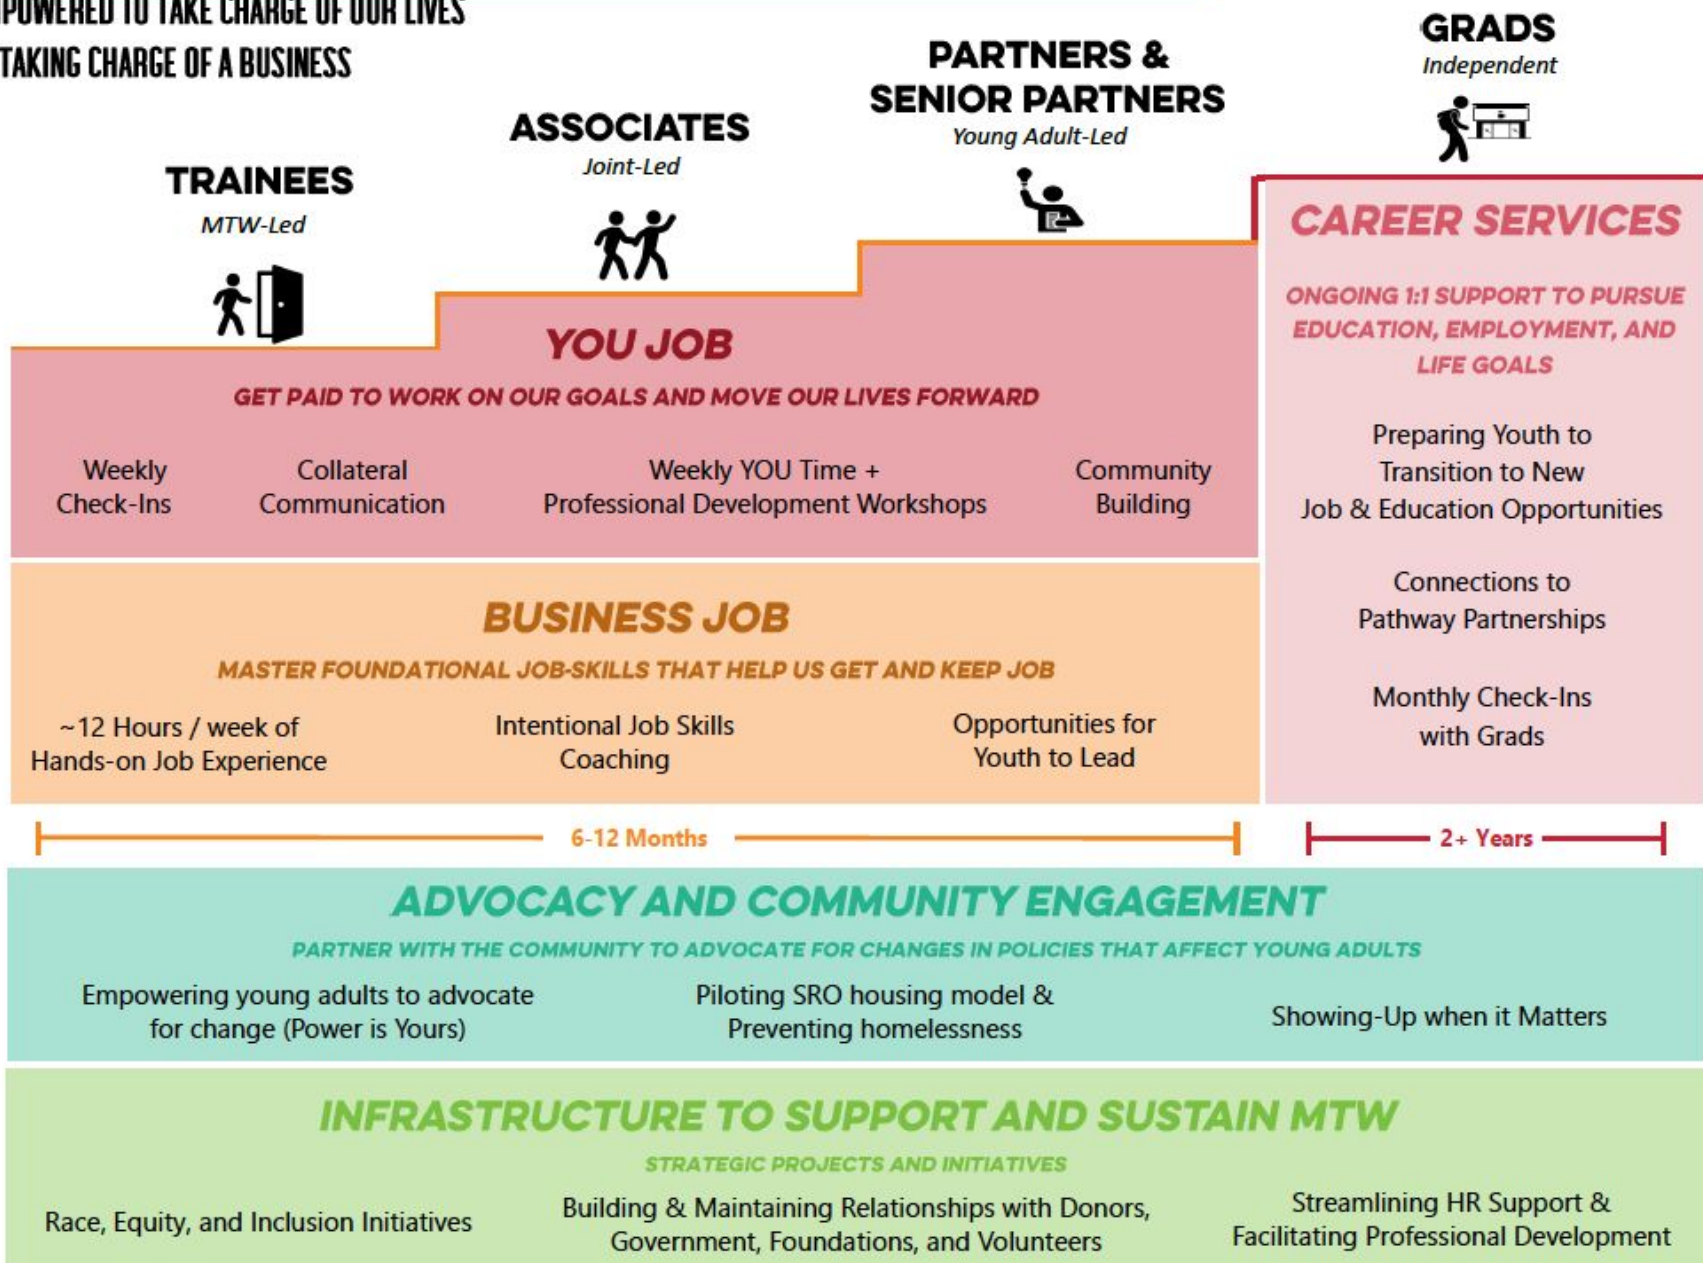 TO TAKE CHARGE OF OUR LIVES
TAKING CHARGE OF A BUSINESS
TRAINEES
MTW-Led
ASSOCIATES
Joint-Led
PARTNERS &
SENIOR PARTNERS
Young Adult-Led
GRADS
Independent
YOU JOB
GET PAID TO WORK ON OUR GOALS AND MOVE OUR LIVES FORWARD
Weekly
Check-Ins
Collateral
Communication
Weekly YOU Time +
Professional Development Workshops
Community
Building
BUSINESS JOB
MASTER FOUNDATIONAL JOB-SKILLS THAT HELP US GET AND KEEP JOB
~12 Hours / week of
Hands-on Job Experience
Intentional Job Skills
Coaching
Opportunities for
Youth to Lead
CAREER SERVICES
ONGOING 1:1 SUPPORT TO PURSUE
EDUCATION, EMPLOYMENT, AND
LIFE GOALS
Preparing Youth to
Transition to New
Job & Education Opportunities
Connections to
Pathway Partnerships
Monthly Check-Ins
with Grads
6-12 Months
2+ Years
ADVOCACY AND COMMUNITY ENGAGEMENT
PARTNER WITH THE COMMUNITY TO ADVOCATE FOR CHANGES IN POLICIES THAT AFFECT YOUNG ADULTS
Empowering young adults to advocate
for change (Power is Yours)
Piloting SRO housing model &
Preventing homelessness
Showing-Up when it Matters
INFRASTRUCTURE TO SUPPORT AND SUSTAIN MTW
STRATEGIC PROJECTS AND INITIATIVES
Race, Equity, and Inclusion Initiatives
Building & Maintaining Relationships with Donors,
Government, Foundations, and Volunteers
Streamlining HR Support &
Facilitating Professional Development